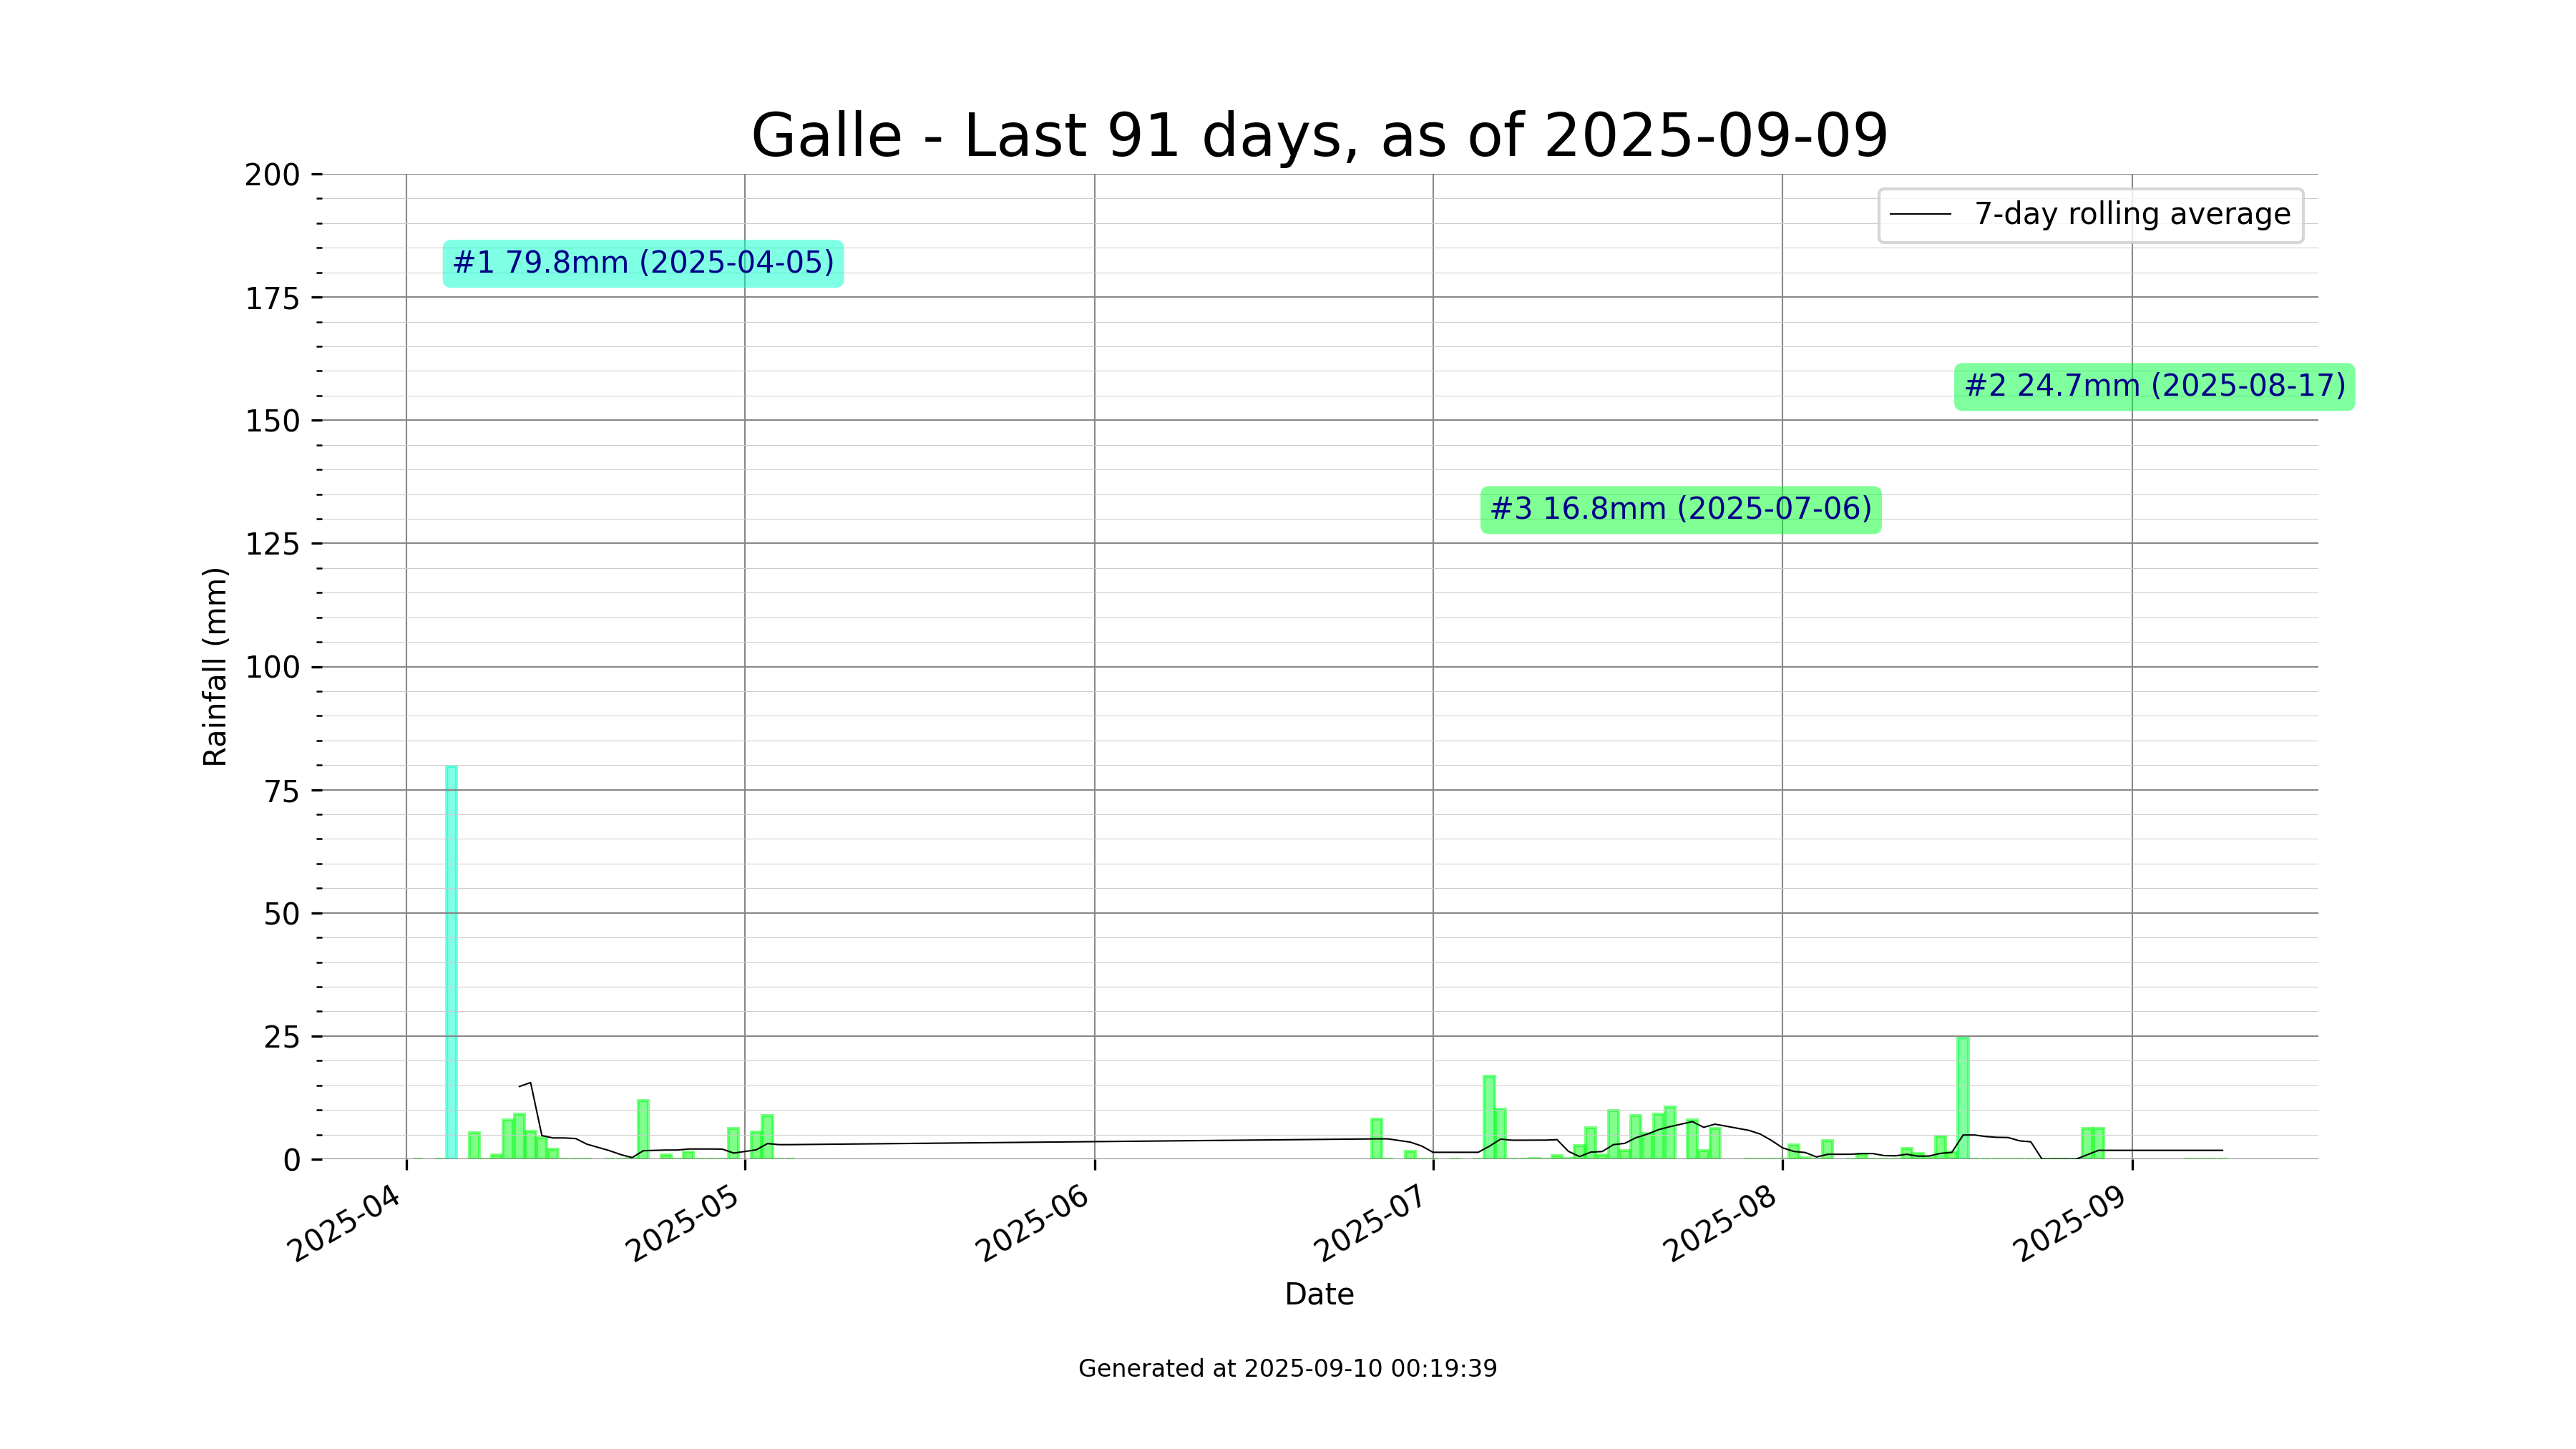 Galle - Last 91 days, as of 2025-09-09
200
175
150
125
100
75
50
25
0
Rainfall (mm)
7-day rolling average
#1 79.8mm (2025-04-05)
#2 24.7mm (2025-08-17)
#3 16.8mm (2025-07-06)
2025-04
2025-05
2025-06
2025-07
2025-08
2025-09
Date
Generated at 2025-09-10 00:19:39